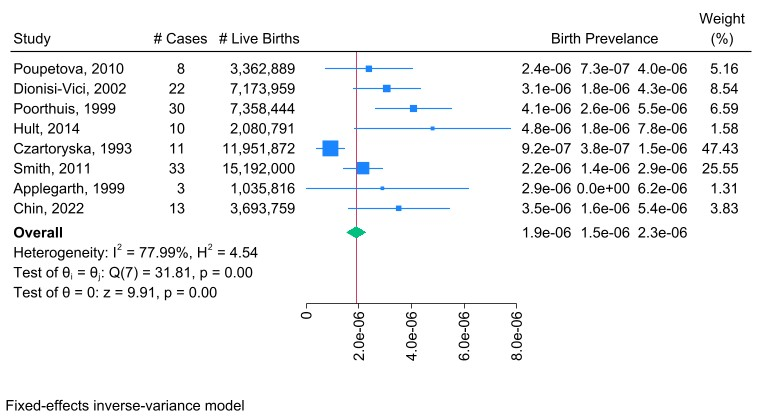 Weight
Study # Cases # Live Births Birth Prevelance (%)
Poupetova, 2010 8 3,362,889 2.4e-06 7.3e-07 4.0e-06 5.16
Dionisi-Vici, 2002 22 7,173,959 3.1e-06 1.8e-06 4.3e-06 8.54
Poorthuis, 1999 30 7,358,444 4.1e-06 2.6e-06 5.5e-06 6.59
Hult, 2014 10 2,080,791 4.8e-06 1.8e-06 7.8e-06 1.58
Czartoryska, 1993 11 11,951,872 9.2e-07 3.8e-07 1.5e-06 47.43
Smith, 2011 33 15,192,000 2.2e-06 1.4e-06 2.9e-06 25.55
Applegarth, 1999 3 1,035,816 2.9e-06 0.0e+00 6.2e-06 1.31
Chin, 2022 13 3,693,759 3.5e-06 1.6e-06 5.4e-06 3.83
Overall 1.9e-06 1.5e-06 2.3e-06
Heterogeneity: I² = 77.99%, H² = 4.54
Test of θᵢ = θⱼ: Q(7) = 31.81, p = 0.00
Test of θ = 0: z = 9.91, p = 0.00
0 2.0e-06 4.0e-06 6.0e-06 8.0e-06
Fixed-effects inverse-variance model